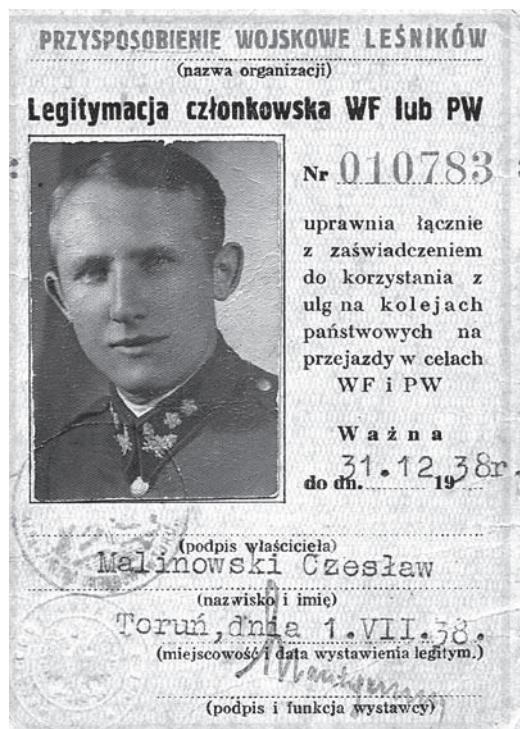 PRZYSPOSOBIENIE WOJSKOWE LEŚNIKÓW
(nazwa organizacji)
Legitymacja członkowska WF lub PW
Nr 010783
uprawnia łącznie
z zaświadczeniem
do korzystania z
ulg na kolejach
państwowych na
przejazdy w celach
WF i PW
Ważna
do dn. 31.12.1938r.
(podpis właściciela)
Malinowski Czesław
(nazwisko i imię)
Toruń, dnia 1.VII.38.
(miejscowość i data wystawienia legitym.)
(podpis i funkcja wystawcy)